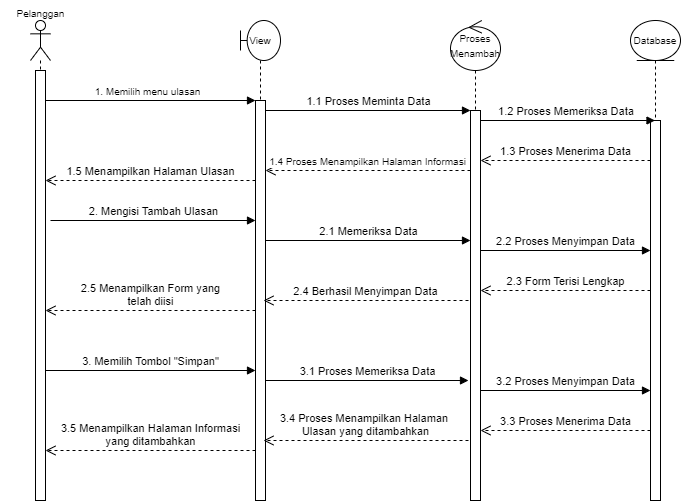 Pelanggan
View
Proses
Menambah
Database
1. Memilih menu ulasan
1.1 Proses Meminta Data
1.2 Proses Memeriksa Data
1.3 Proses Menerima Data
1.4 Proses Menampilkan Halaman Informasi
1.5 Menampilkan Halaman Ulasan
2. Mengisi Tambah Ulasan
2.1 Memeriksa Data
2.2 Proses Menyimpan Data
2.3 Form Terisi Lengkap
2.4 Berhasil Menyimpan Data
2.5 Menampilkan Form yang
telah diisi
3. Memilih Tombol "Simpan"
3.1 Proses Memeriksa Data
3.2 Proses Menyimpan Data
3.3 Proses Menerima Data
3.4 Proses Menampilkan Halaman
Ulasan yang ditambahkan
3.5 Menampilkan Halaman Informasi
yang ditambahkan